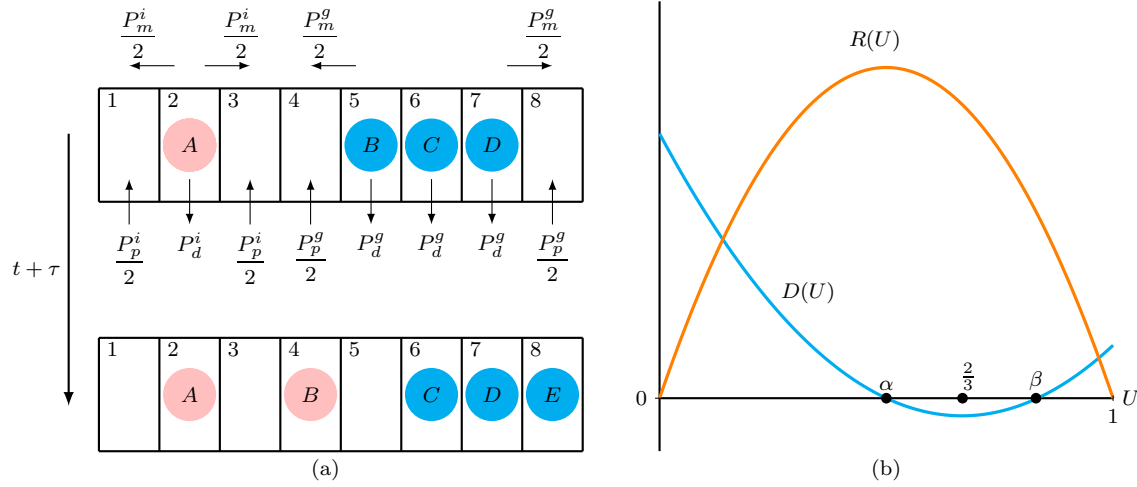 P_m^i/2 P_m^i/2 P_m^g/2 P_m^g/2
1 2 3 4 5 6 7 8
A B C D
P_p^i/2 P_d^i P_p^i/2 P_p^g/2 P_d^g P_d^g P_d^g P_p^g/2
t + τ
1 2 3 4 5 6 7 8
A B C D E
(a)
R(U)
D(U)
α 2/3 β
0 U
1
(b)